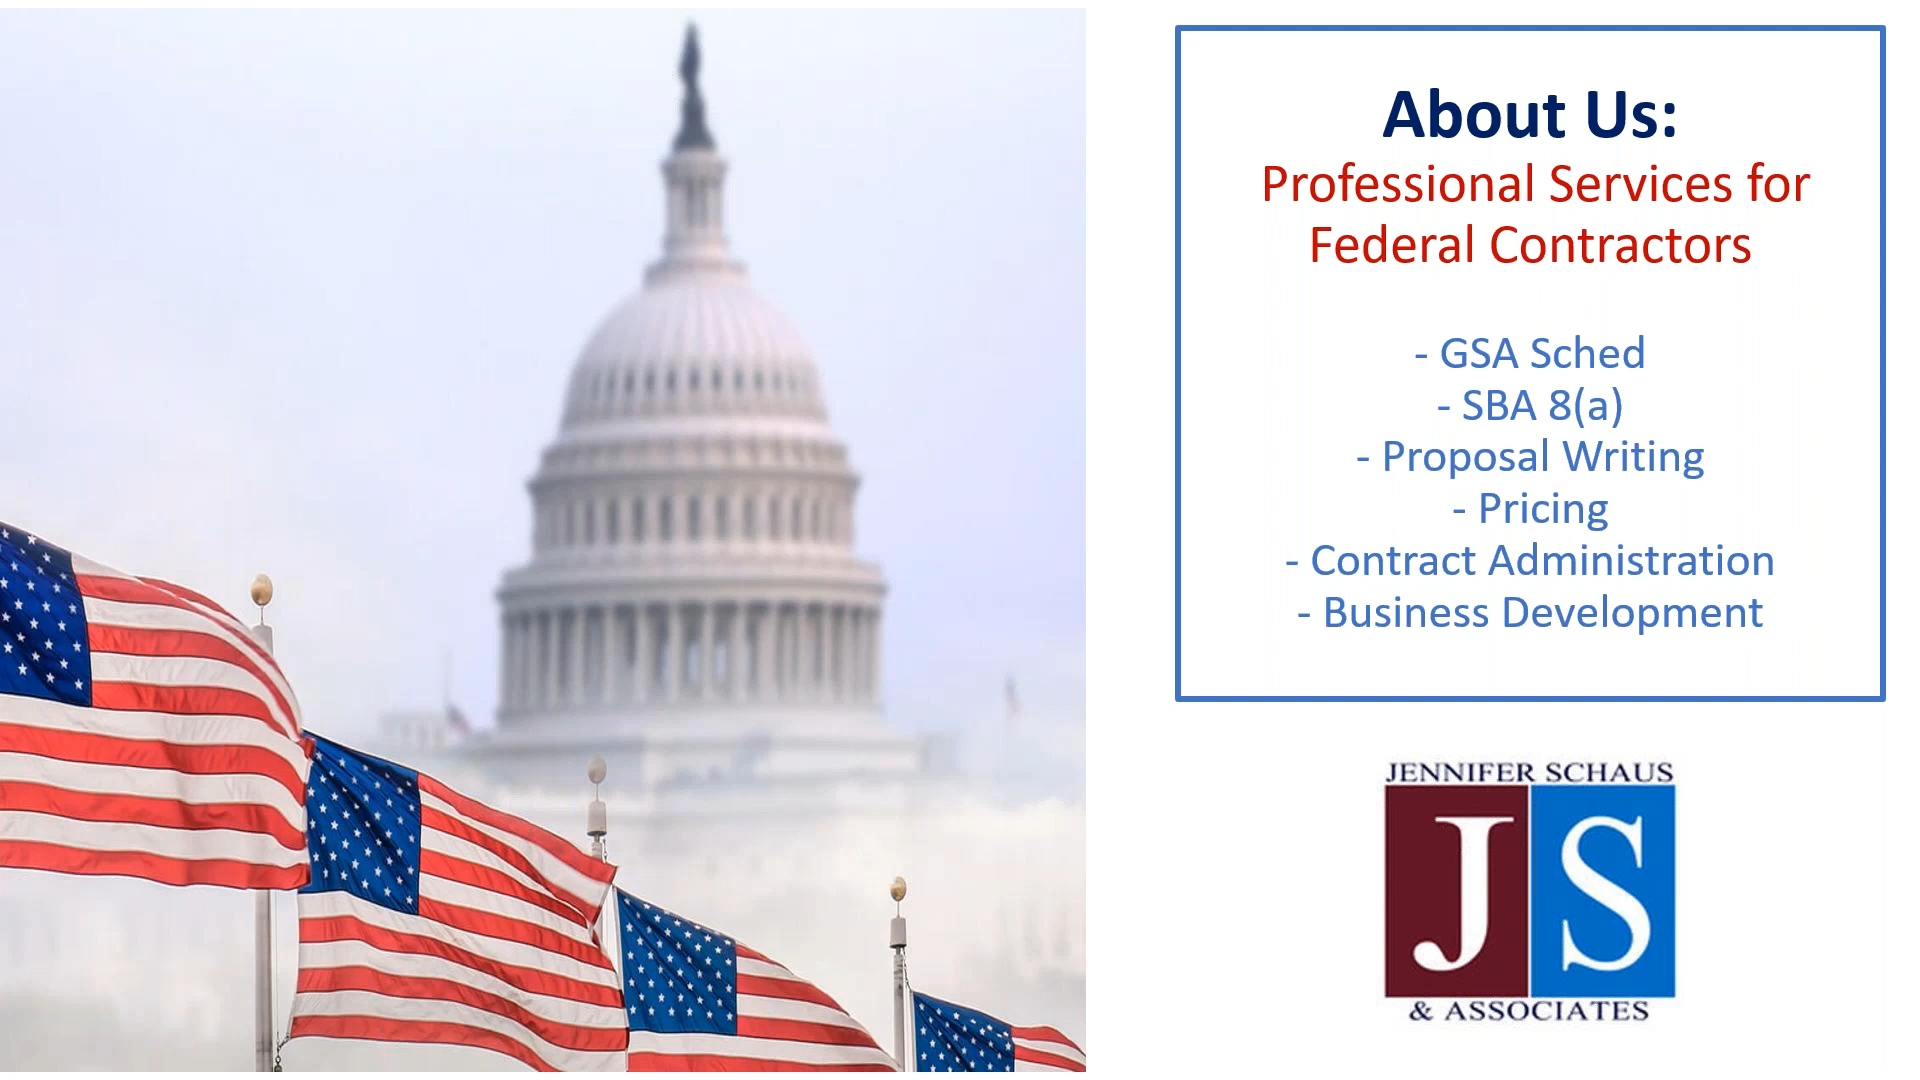 About Us:
Professional Services for
Federal Contractors
- GSA Sched
- SBA 8(a)
- Proposal Writing
- Pricing
- Contract Administration
- Business Development
JENNIFER SCHAUS
JS
& ASSOCIATES